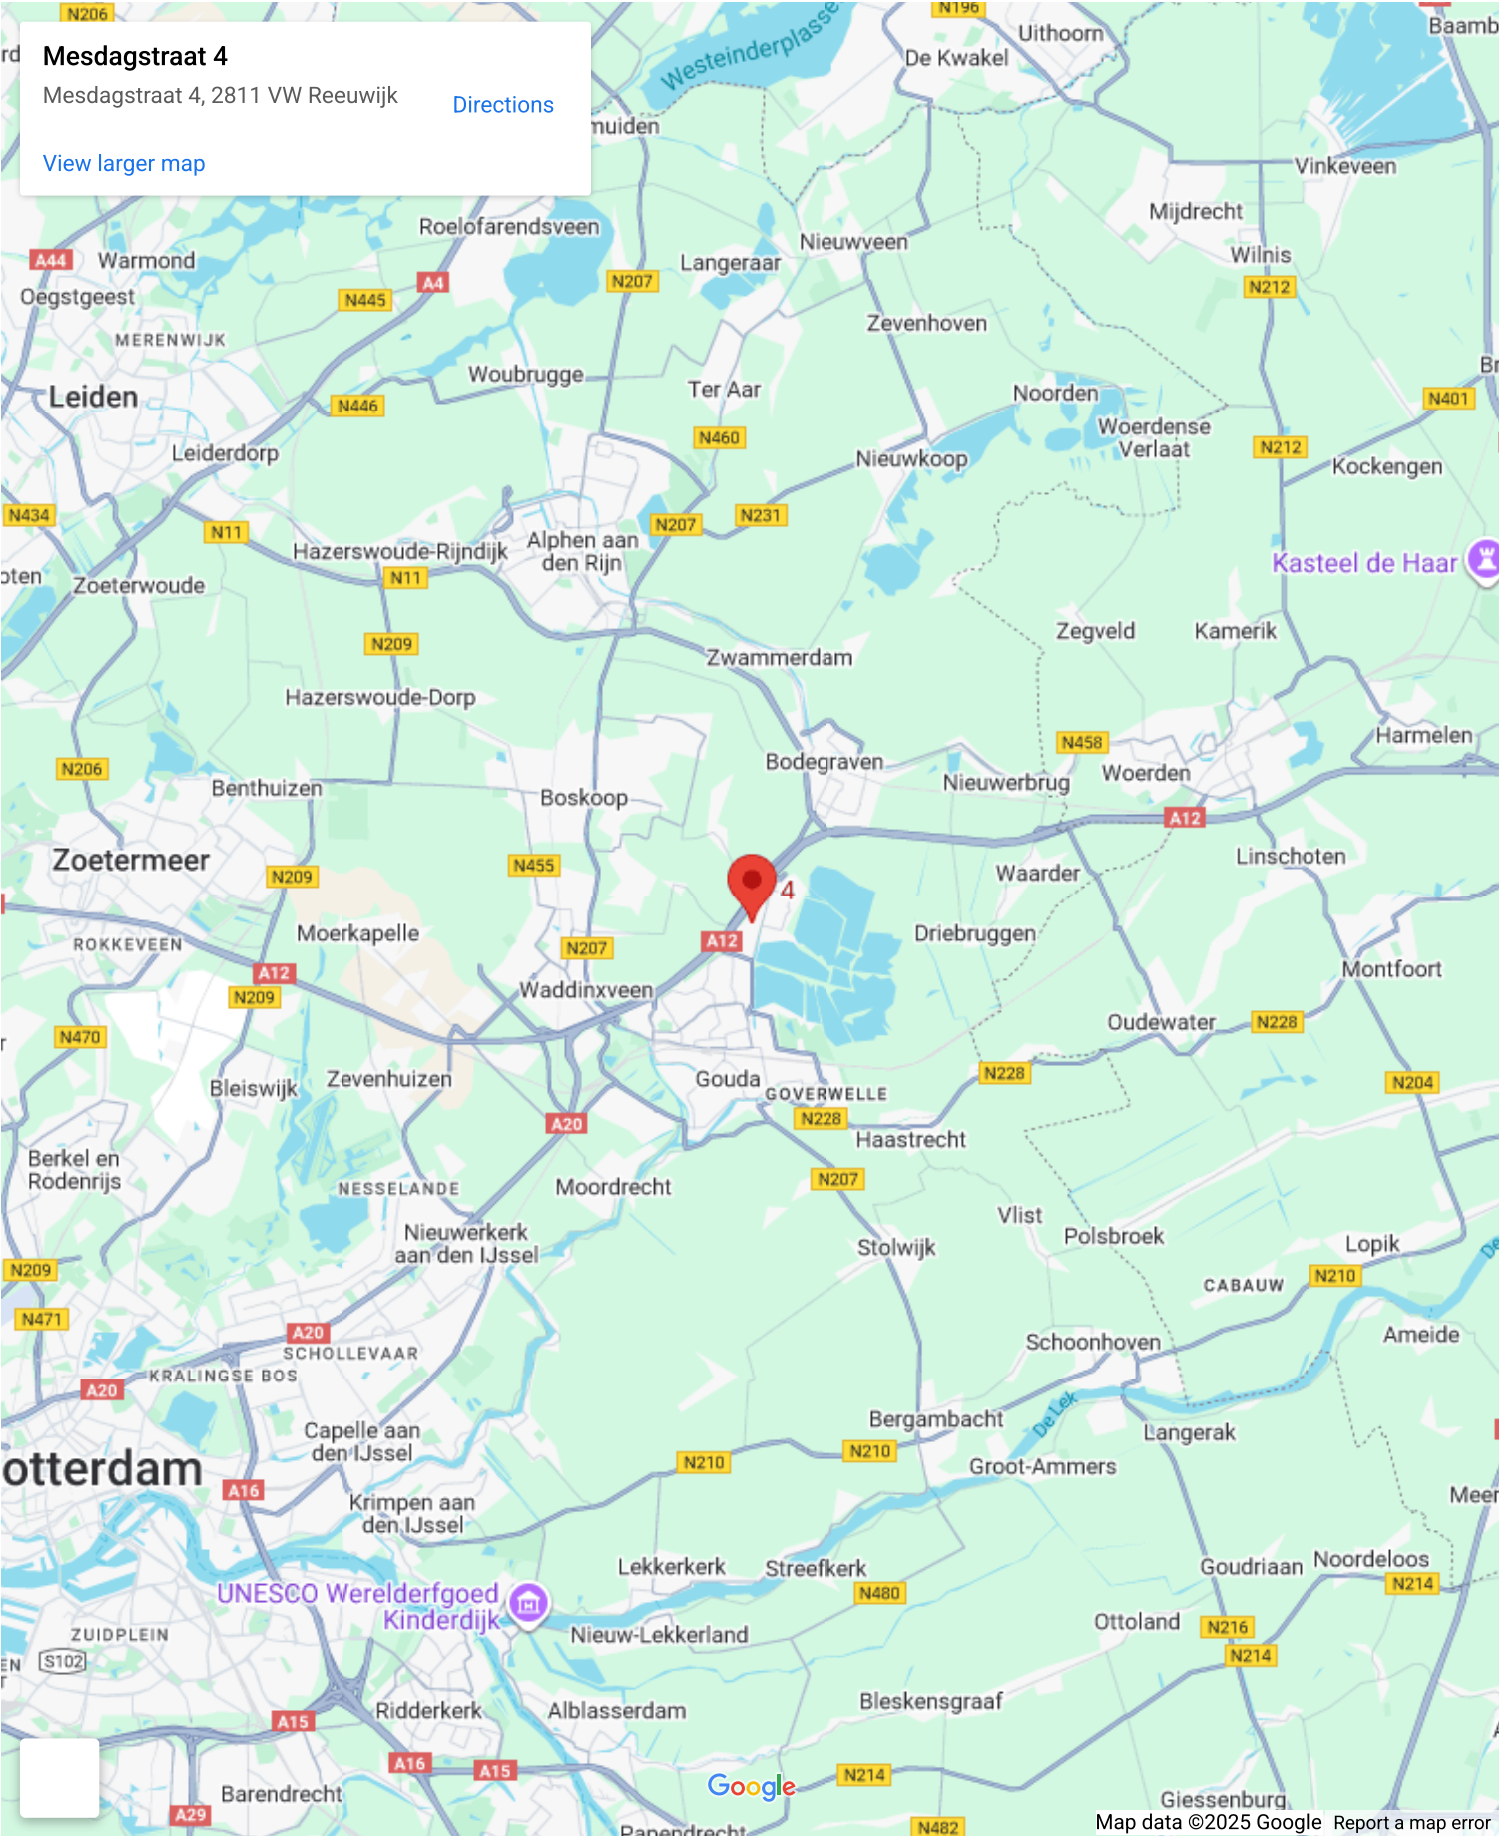 Mesdagstraat 4
Mesdagstraat 4, 2811 VW Reeuwijk
Directions
View larger map
N206
N196
Uithoorn
De Kwakel
Baamb
Westeinderplasse
muiden
Vinkeveen
Mijdrecht
Roelofarendsveen
Nieuwveen
Wilnis
A44
Warmond
Langeraar
A4
N207
N212
Oegstgeest
N445
MERENWIJK
Zevenhoven
Woubrugge
Ter Aar
Noorden
Br
Leiden
N446
N401
N460
Woerdense
Verlaat
N212
Leiderdorp
Nieuwkoop
Kockengen
N434
N11
N207
N231
Hazerswoude-Rijndijk
Alphen aan
den Rijn
Kasteel de Haar
oten
Zoeterwoude
N11
N209
Zegveld
Kamerik
Zwammerdam
Hazerswoude-Dorp
N206
Bodegraven
N458
Harmelen
Benthuizen
Boskoop
Nieuwerbrug
Woerden
A12
Zoetermeer
N209
N455
4
Waarder
Linschoten
ROKKEVEEN
Moerkapelle
N207
A12
Driebruggen
A12
N209
Waddinxveen
Montfoort
N470
r
Oudewater
N228
Bleiswijk
Zevenhuizen
Gouda
GOVERWELLE
N228
N204
A20
N228
Haastrecht
Berkel en
Rodenrijs
NESSELANDE
Moordrecht
N207
Nieuwerkerk
aan den IJssel
Vlist
Stolwijk
Polsbroek
Lopik
De
N209
CABAUW
N210
N471
A20
SCHOLLEVAAR
Schoonhoven
Ameide
A20
KRALINGSE BOS
De Lek
Bergambacht
Langerak
Capelle aan
den IJssel
N210
N210
Groot-Ammers
otterdam
A16
Krimpen aan
den IJssel
Meer
Lekkerkerk
Streefkerk
Goudriaan
Noordeloos
N214
UNESCO Werelderfgoed
Kinderdijk
N480
Ottoland
N216
ZUIDPLEIN
Nieuw-Lekkerland
N214
EN
S102
r
Ridderkerk
Alblasserdam
Bleskensgraaf
A15
A16
A15
Google
N214
Barendrecht
Giessenburg
A29
Papendrecht
N482
Map data ©2025 Google
Report a map error